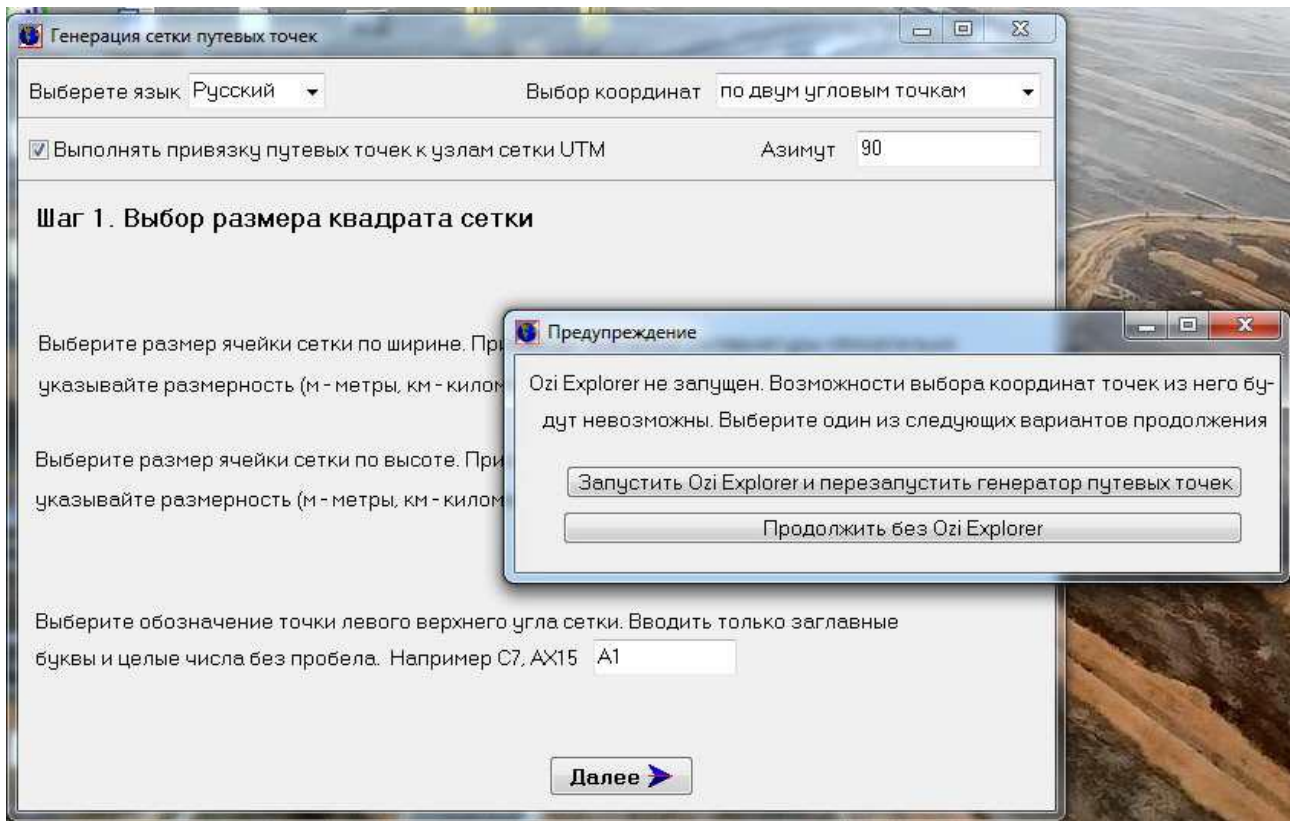 Генерация сетки путевых точек
Выберете язык Русский Выбор координат по двум угловым точкам
Выполнять привязку путевых точек к узлам сетки UTM Азимут 90
Шаг 1. Выбор размера квадрата сетки
Выберите размер ячейки сетки по ширине. При
указывайте размерность (м - метры, км - килом
Выберите размер ячейки сетки по высоте. При
указывайте размерность (м - метры, км - килом
Предупреждение
Ozi Explorer не запущен. Возможности выбора координат точек из него бу-
дут невозможны. Выберите один из следующих вариантов продолжения
Запустить Ozi Explorer и перезапустить генератор путевых точек
Продолжить без Ozi Explorer
Выберите обозначение точки левого верхнего угла сетки. Вводить только заглавные
буквы и целые числа без пробела. Например C7, AX15 A1
Далее